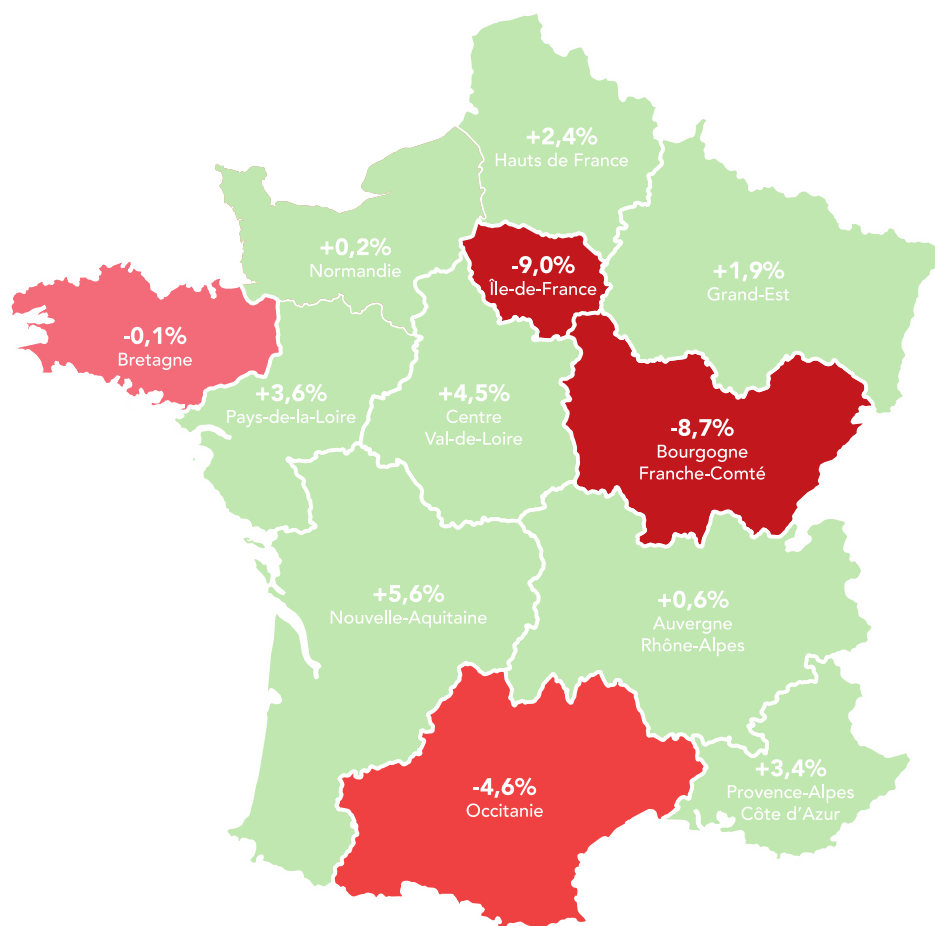 +2,4%
Hauts de France
+0,2%
Normandie
-9,0%
Île-de-France
+1,9%
Grand-Est
-0,1%
Bretagne
+3,6%
Pays-de-la-Loire
+4,5%
Centre
Val-de-Loire
-8,7%
Bourgogne
Franche-Comté
+5,6%
Nouvelle-Aquitaine
+0,6%
Auvergne
Rhône-Alpes
-4,6%
Occitanie
+3,4%
Provence-Alpes
Côte d'Azur